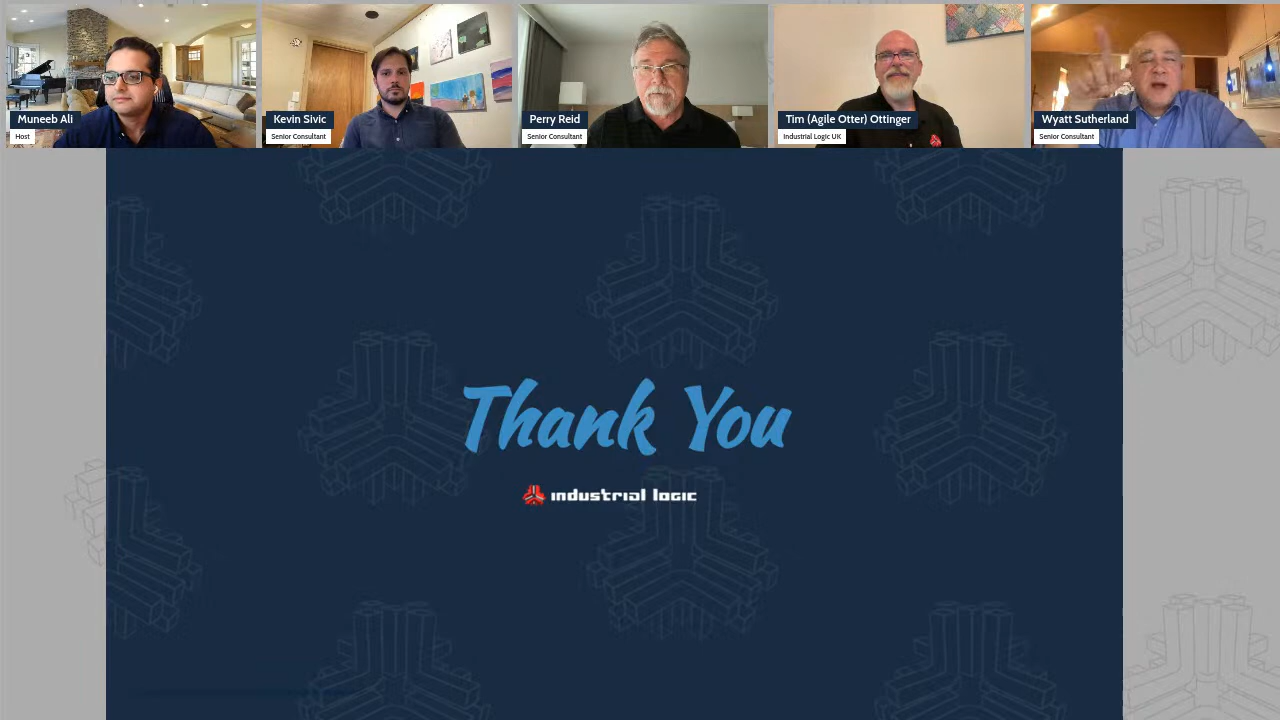 Muneeb Ali
Host
Kevin Sivic
Senior Consultant
Perry Reid
Senior Consultant
Tim (Agile Otter) Ottinger
Industrial Logic UK
Wyatt Sutherland
Senior Consultant
Thank You
industrial logic